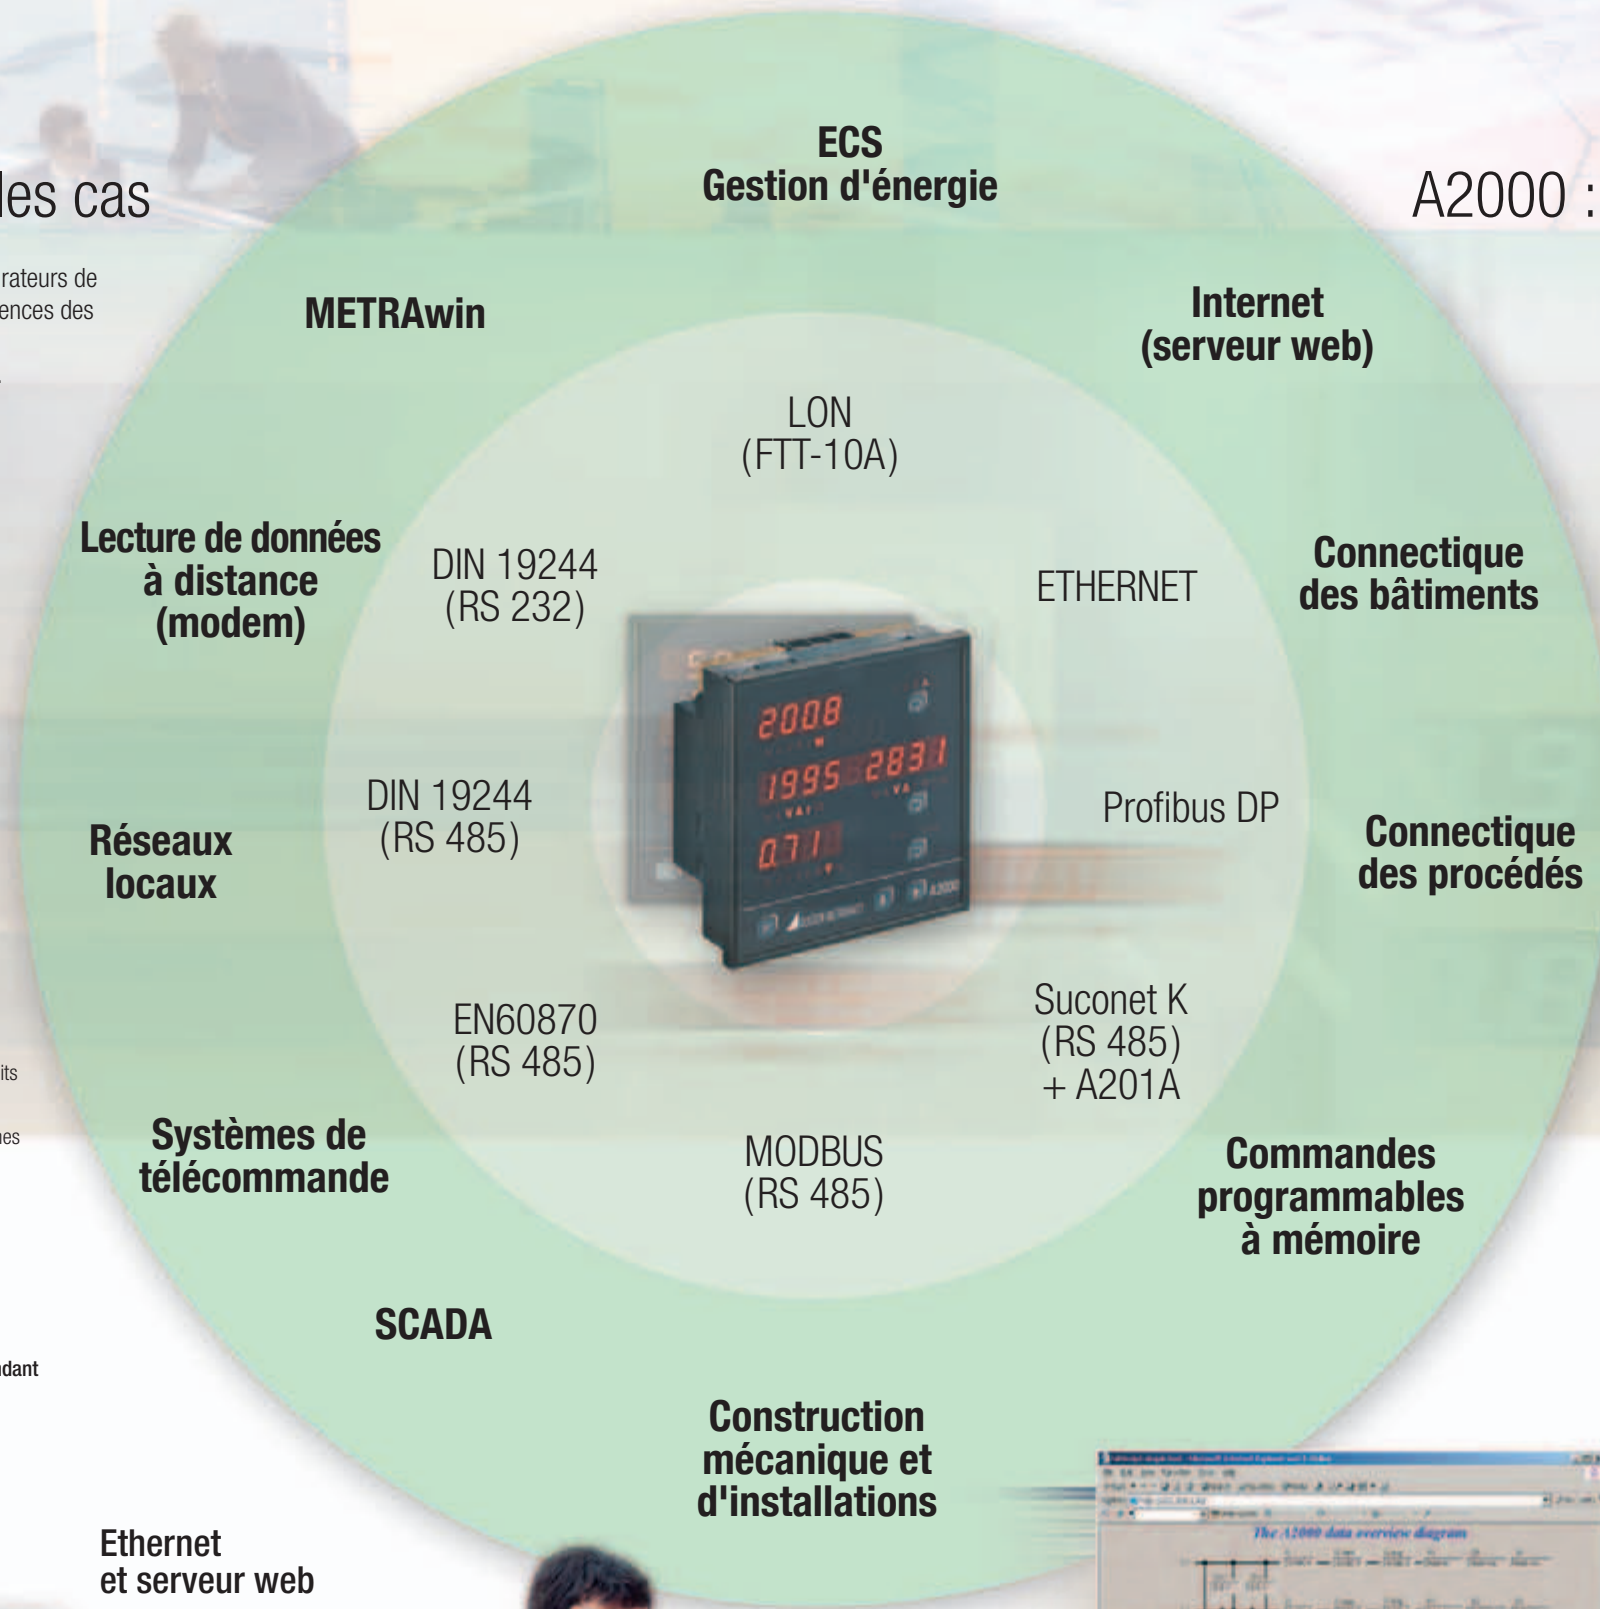 les cas
A2000 :
rateurs de
ences des
ECS
Gestion d'énergie
METRAwin
Internet
(serveur web)
LON
(FTT-10A)
Lecture de données
à distance
(modem)
DIN 19244
(RS 232)
ETHERNET
Connectique
des bâtiments
2008
W
1995 2831
VAr VA
0.71
A2000
DIN 19244
(RS 485)
Profibus DP
Réseaux
locaux
Connectique
des procédés
EN60870
(RS 485)
Suconet K
(RS 485)
+ A201A
its
nes
Systèmes de
télécommande
MODBUS
(RS 485)
Commandes
programmables
à mémoire
SCADA
ndant
Construction
mécanique et
d'installations
Ethernet
et serveur web
The A2000 data overview diagram